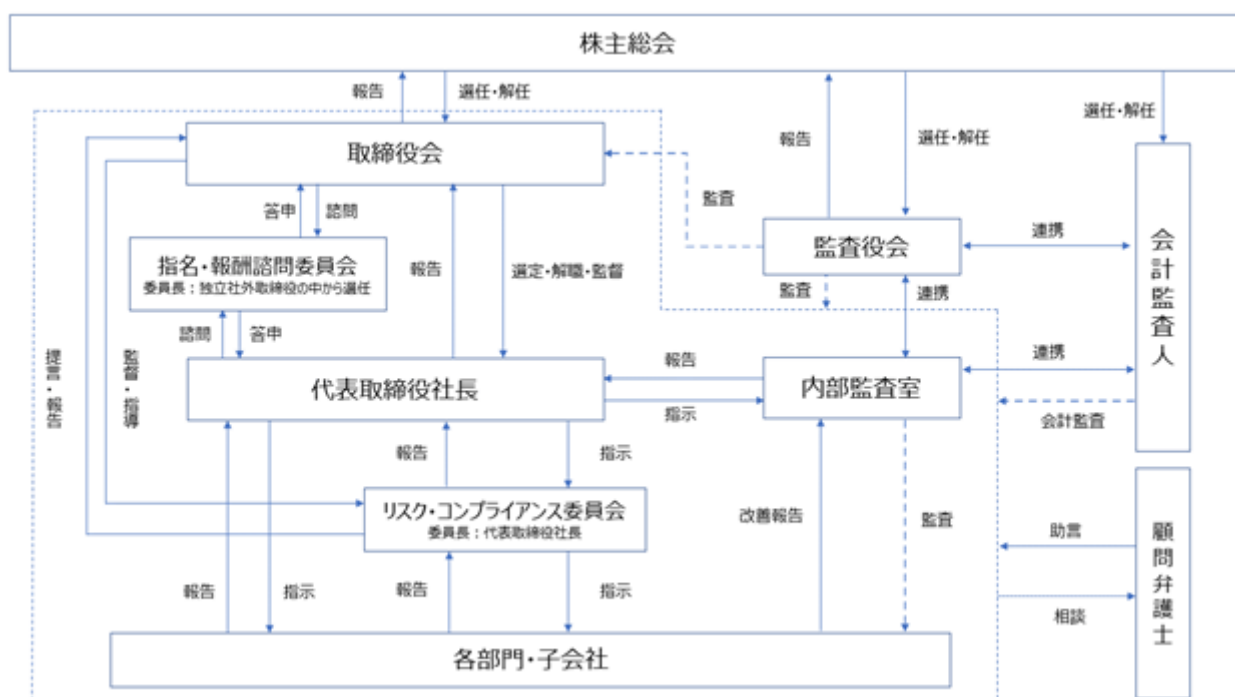 株主総会
報告
選任・解任
報告
選任・解任
選任・解任
取締役会
監査
答申
諮問
監査役会
連携
会計監査人
指名・報酬諮問委員会
委員長：独立社外取締役の中から選任
報告
選定・解職・監督
監査
連携
諮問
答申
提言・報告
監督・指導
代表取締役社長
報告
指示
内部監査室
連携
会計監査
報告
指示
リスク・コンプライアンス委員会
委員長：代表取締役社長
改善報告
監査
助言
顧問弁護士
相談
報告
指示
報告
指示
各部門・子会社